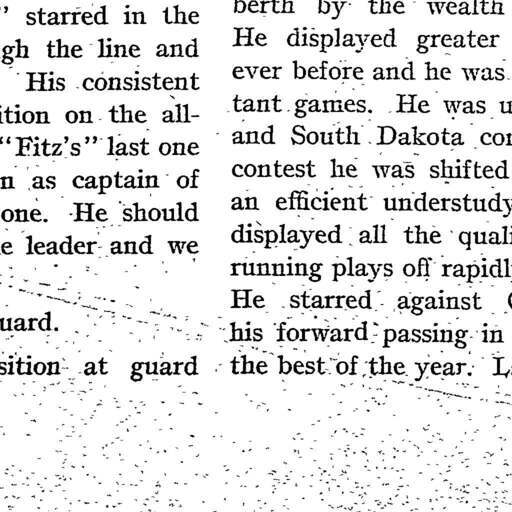 " starred in the
gh the line and
His consistent
ition on the all-
"Fitz's" last one
n as captain of
one. He should
e leader and we
uard.
sition at guard
berth by the wealth
He displayed greater
ever before and he was
tant games. He was u
and South Dakota con
contest he was shifted
an efficient understudy
displayed all the quali
running plays off rapidl
He starred against
his forward passing in
the best of the year. L